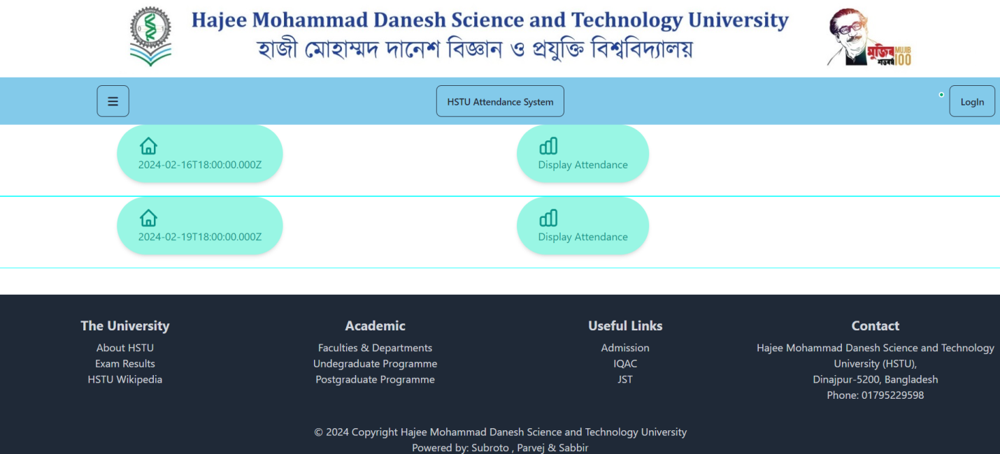 Hajee Mohammad Danesh Science and Technology University
হাজী মোহাম্মদ দানেশ বিজ্ঞান ও প্রযুক্তি বিশ্ববিদ্যালয়
মুজিব MUJIB
শতবর্ষ 100
HSTU Attendance System
LogIn
2024-02-16T18:00:00.000Z
Display Attendance
2024-02-19T18:00:00.000Z
Display Attendance
The University
About HSTU
Exam Results
HSTU Wikipedia
Academic
Faculties & Departments
Undegraduate Programme
Postgraduate Programme
Useful Links
Admission
IQAC
JST
Contact
Hajee Mohammad Danesh Science and Technology
University (HSTU),
Dinajpur-5200, Bangladesh
Phone: 01795229598
© 2024 Copyright Hajee Mohammad Danesh Science and Technology University
Powered by: Subroto , Parvej & Sabbir